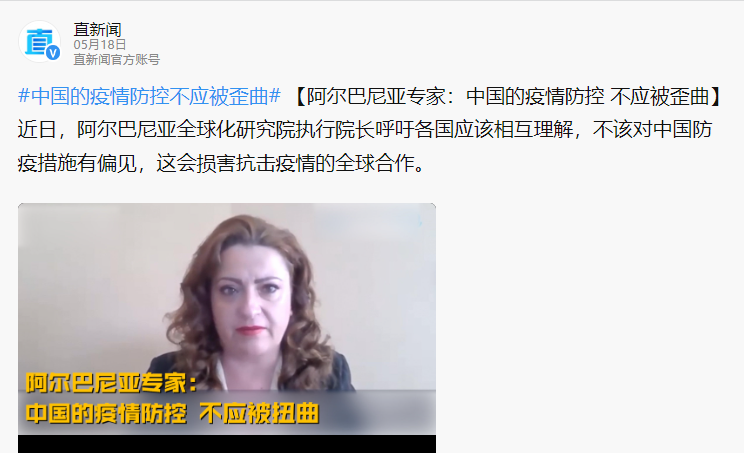 直 V
直新闻
05月18日
直新闻官方账号
#中国的疫情防控不应被歪曲# 【阿尔巴尼亚专家：中国的疫情防控 不应被歪曲】
近日，阿尔巴尼亚全球化研究院执行院长呼吁各国应该相互理解，不该对中国防
疫措施有偏见，这会损害抗击疫情的全球合作。
阿尔巴尼亚专家：
中国的疫情防控 不应被扭曲